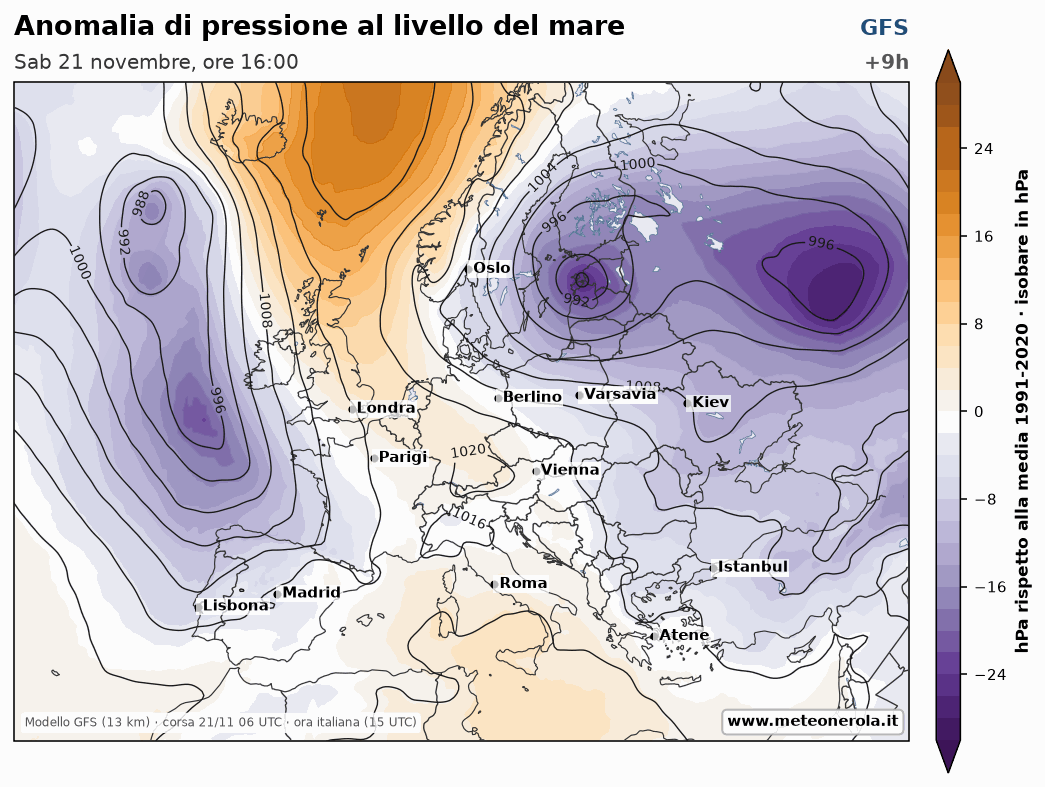 Anomalia di pressione al livello del mare
GFS
Sab 21 novembre, ore 16:00
+9h
1000
1004
988
996
992
1000
996
24
16
8
0
−8
−16
−24
hPa rispetto alla media 1991-2020 · isobare in hPa
Oslo
992
1008
1008
Berlino
Varsavia
Kiev
996
Londra
1020
Parigi
Vienna
1016
Istanbul
Roma
Madrid
Lisbona
Atene
Modello GFS (13 km) · corsa 21/11 06 UTC · ora italiana (15 UTC)
www.meteonerola.it